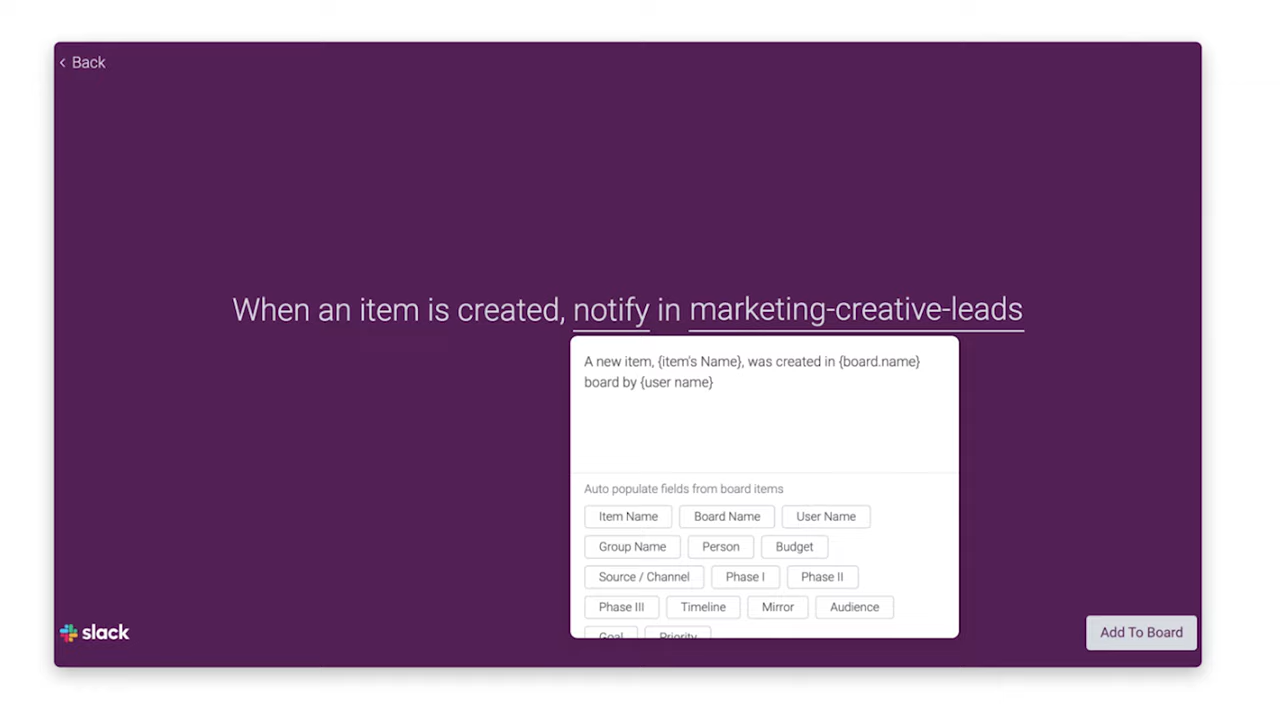 Back
When an item is created, notify in marketing-creative-leads
A new item, {item's Name}, was created in {board.name}
board by {user name}
Auto populate fields from board items
Item Name Board Name User Name
Group Name Person Budget
Source / Channel Phase I Phase II
Phase III Timeline Mirror Audience
Goal Priority
slack
Add To Board